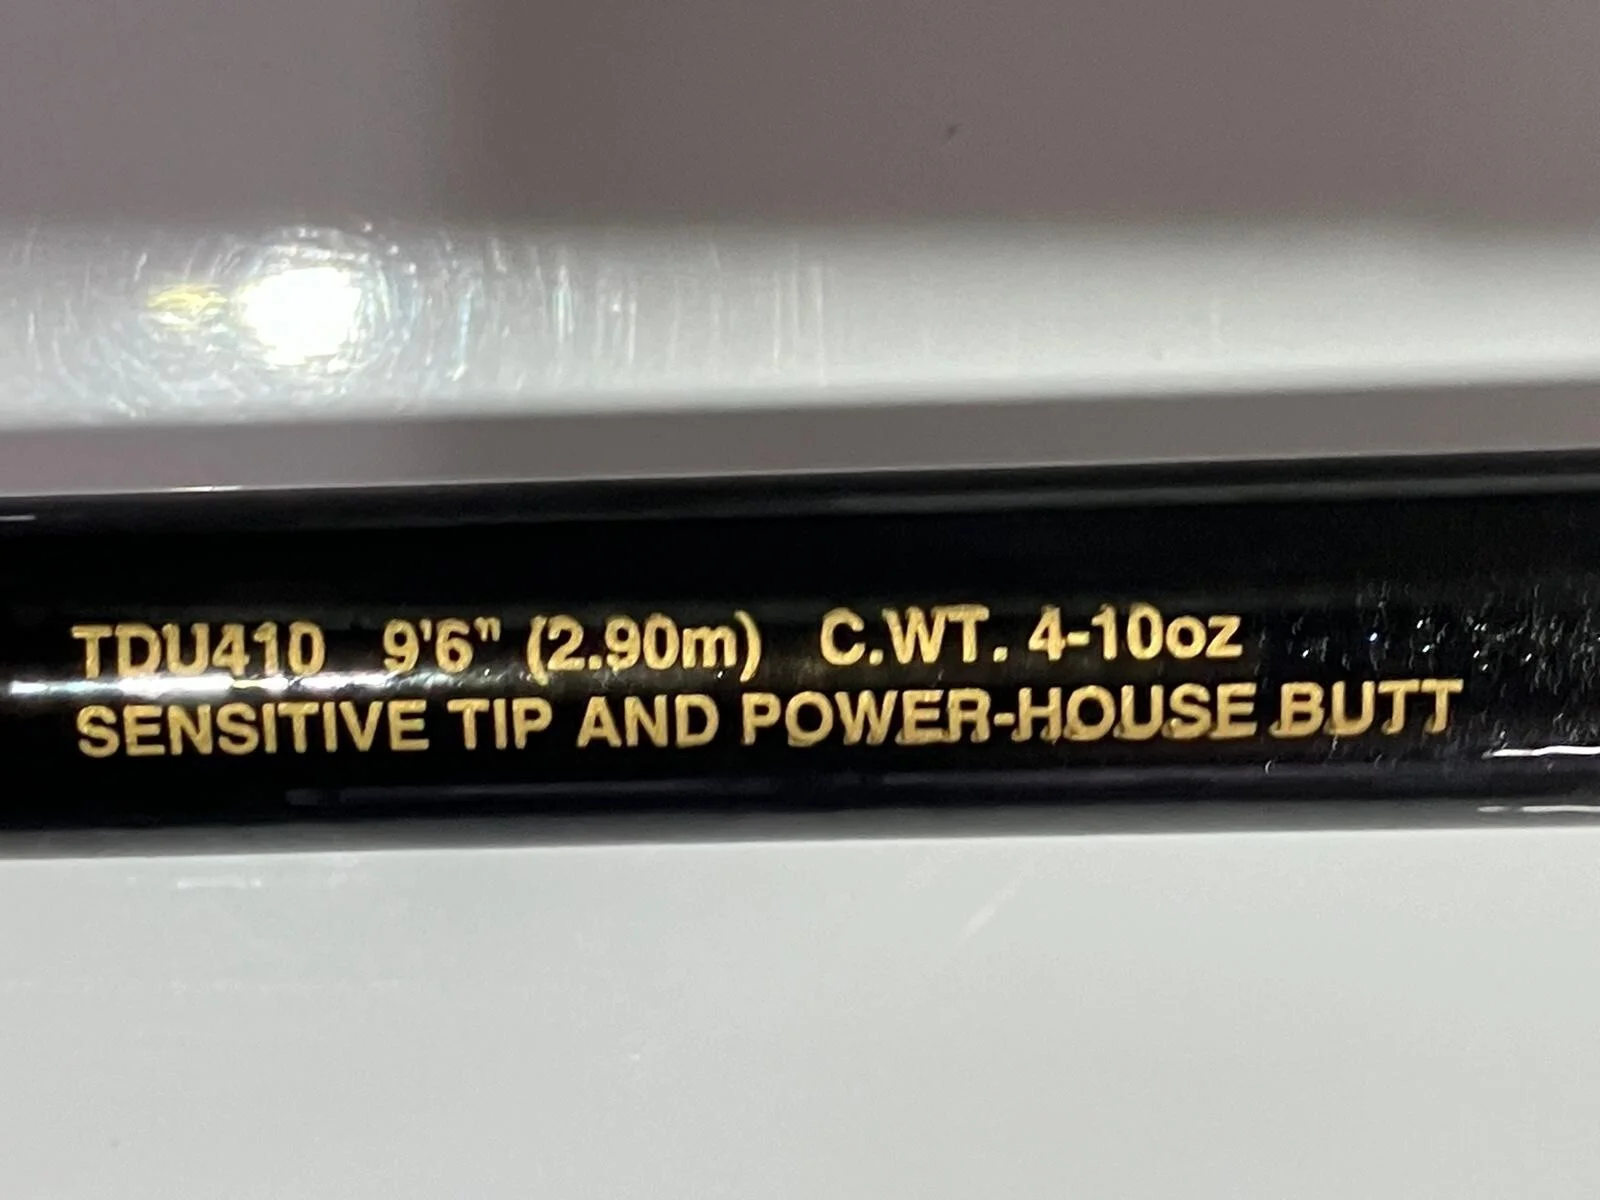 TDU410 9'6" (2.90m) C.WT. 4-10oz
SENSITIVE TIP AND POWER-HOUSE BUTT